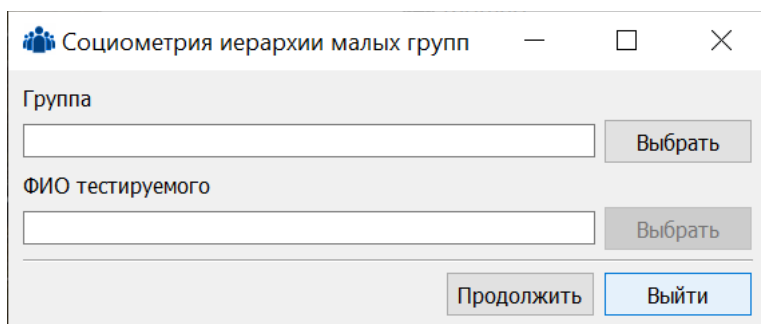 Социометрия иерархии малых групп
Группа
Выбрать
ФИО тестируемого
Выбрать
Продолжить Выйти